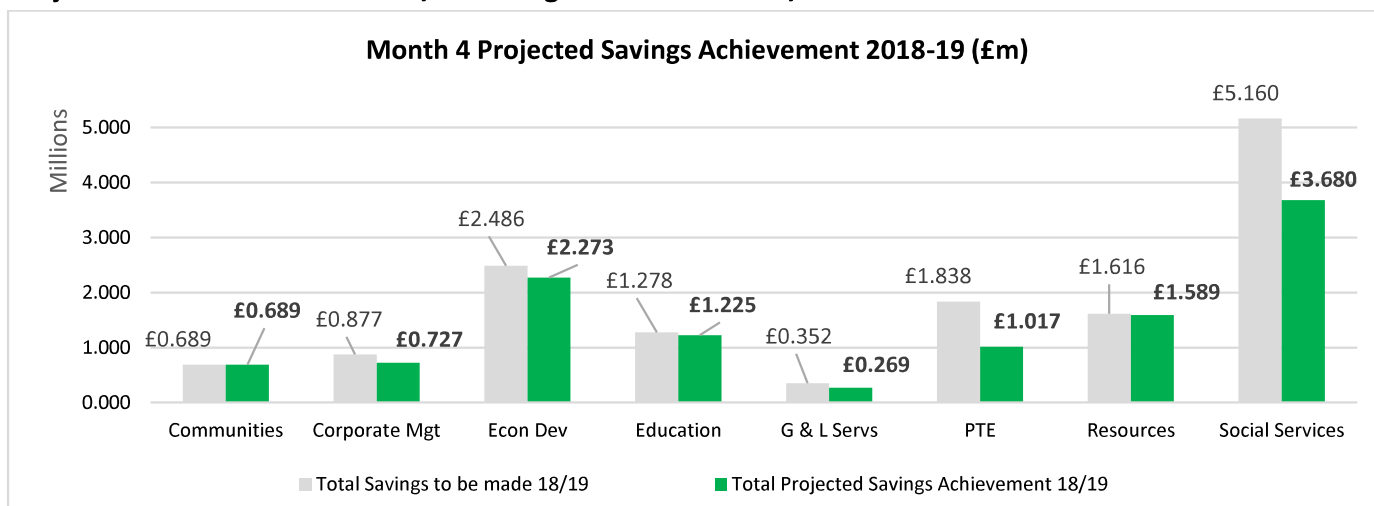 Month 4 Projected Savings Achievement 2018-19 (£m)
Millions
5.000
4.000
3.000
2.000
1.000
0.000
£0.689
£0.689
£0.877
£0.727
£2.486
£2.273
£1.278
£1.225
£0.352
£0.269
£1.838
£1.017
£1.616
£1.589
£5.160
£3.680
Communities
Corporate Mgt
Econ Dev
Education
G & L Servs
PTE
Resources
Social Services
Total Savings to be made 18/19
Total Projected Savings Achievement 18/19